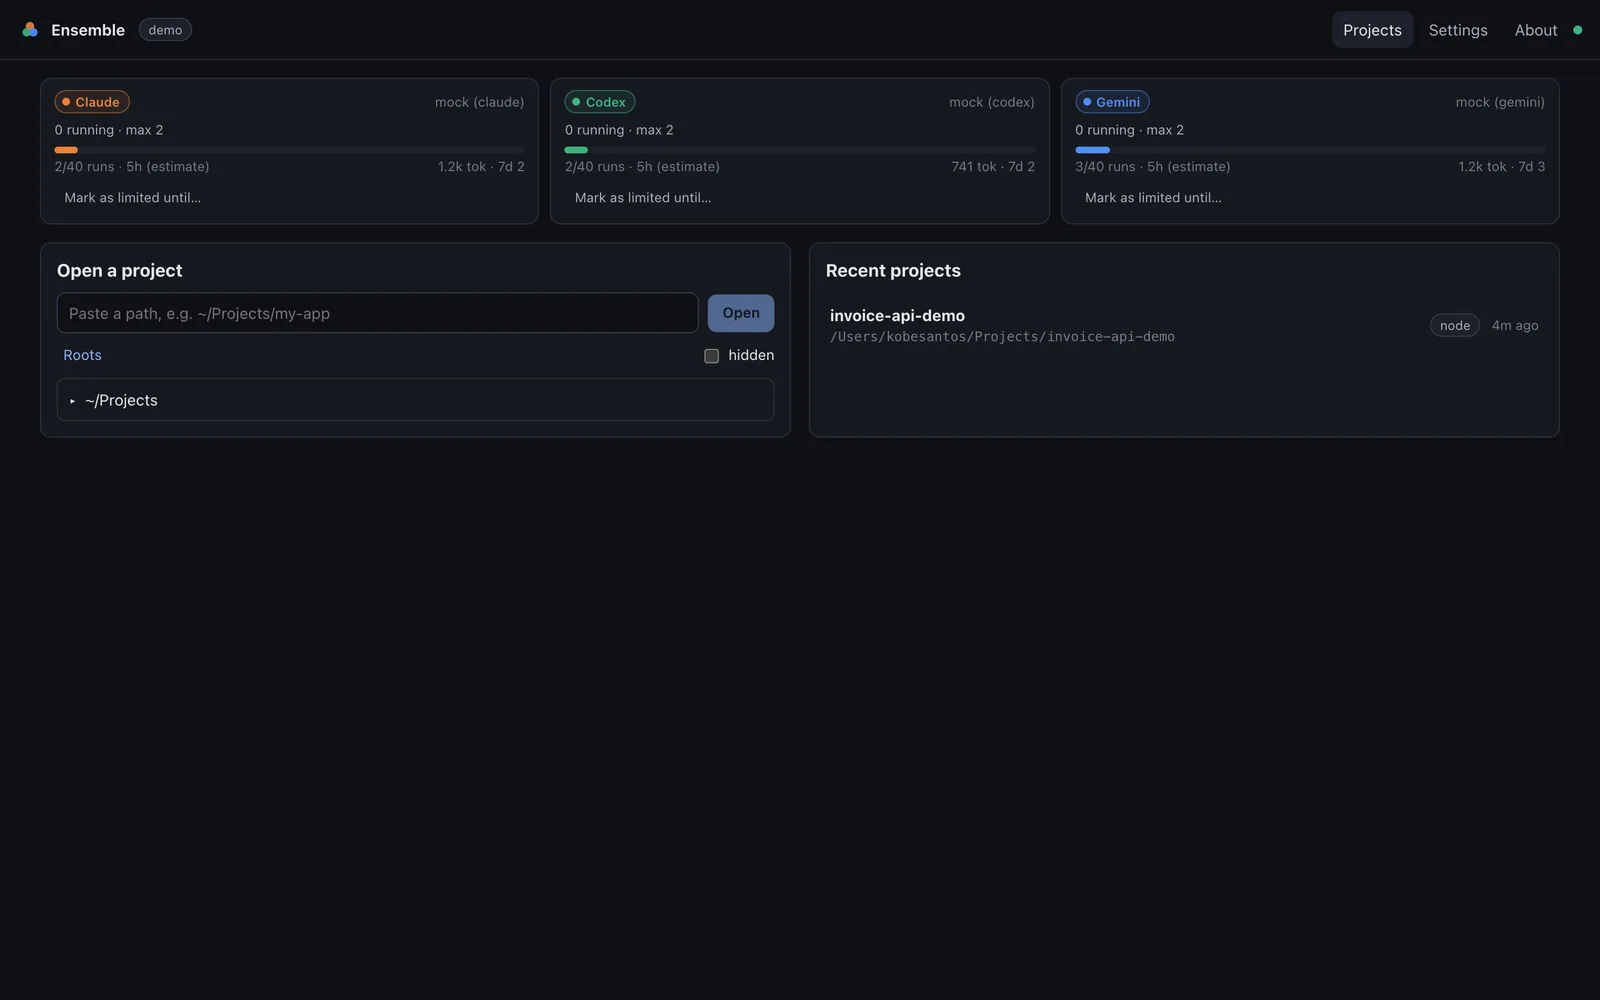 Ensemble demo Projects Settings About
Claude mock (claude)
0 running · max 2
2/40 runs · 5h (estimate) 1.2k tok · 7d 2
Mark as limited until...
Codex mock (codex)
0 running · max 2
2/40 runs · 5h (estimate) 741 tok · 7d 2
Mark as limited until...
Gemini mock (gemini)
0 running · max 2
3/40 runs · 5h (estimate) 1.2k tok · 7d 3
Mark as limited until...
Open a project
Paste a path, e.g. ~/Projects/my-app Open
Roots hidden
▸ ~/Projects
Recent projects
invoice-api-demo
/Users/kobesantos/Projects/invoice-api-demo
node 4m ago